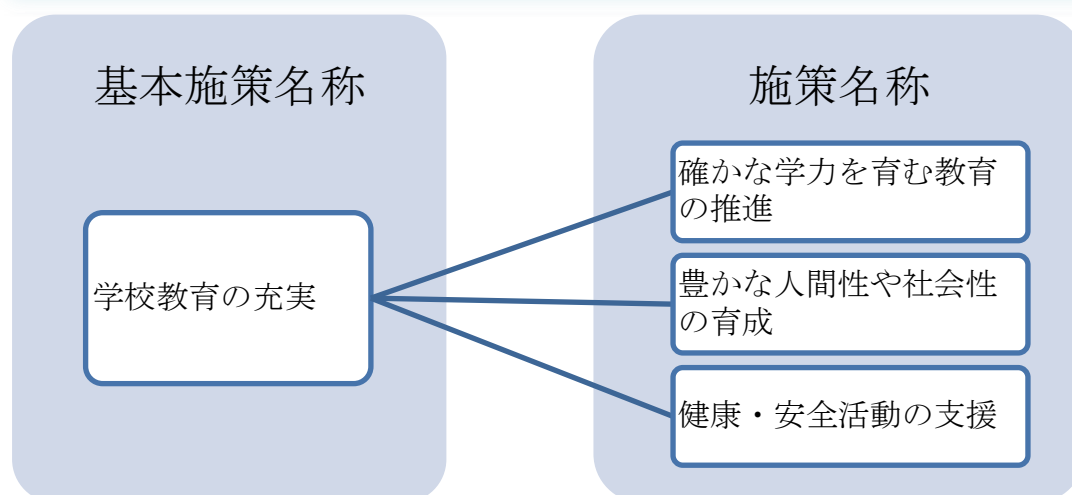 基本施策名称
学校教育の充実
施策名称
確かな学力を育む教育
の推進
豊かな人間性や社会性
の育成
健康・安全活動の支援